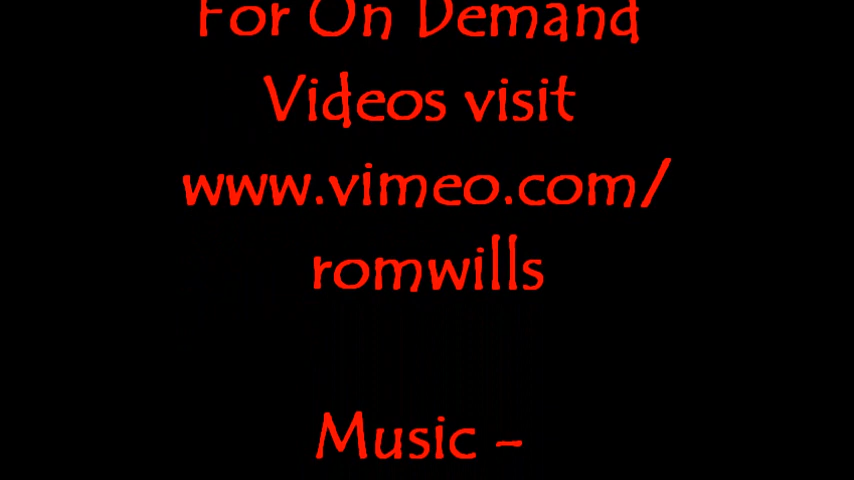 For On Demand
Videos visit
www.vimeo.com/
romwills
Music -